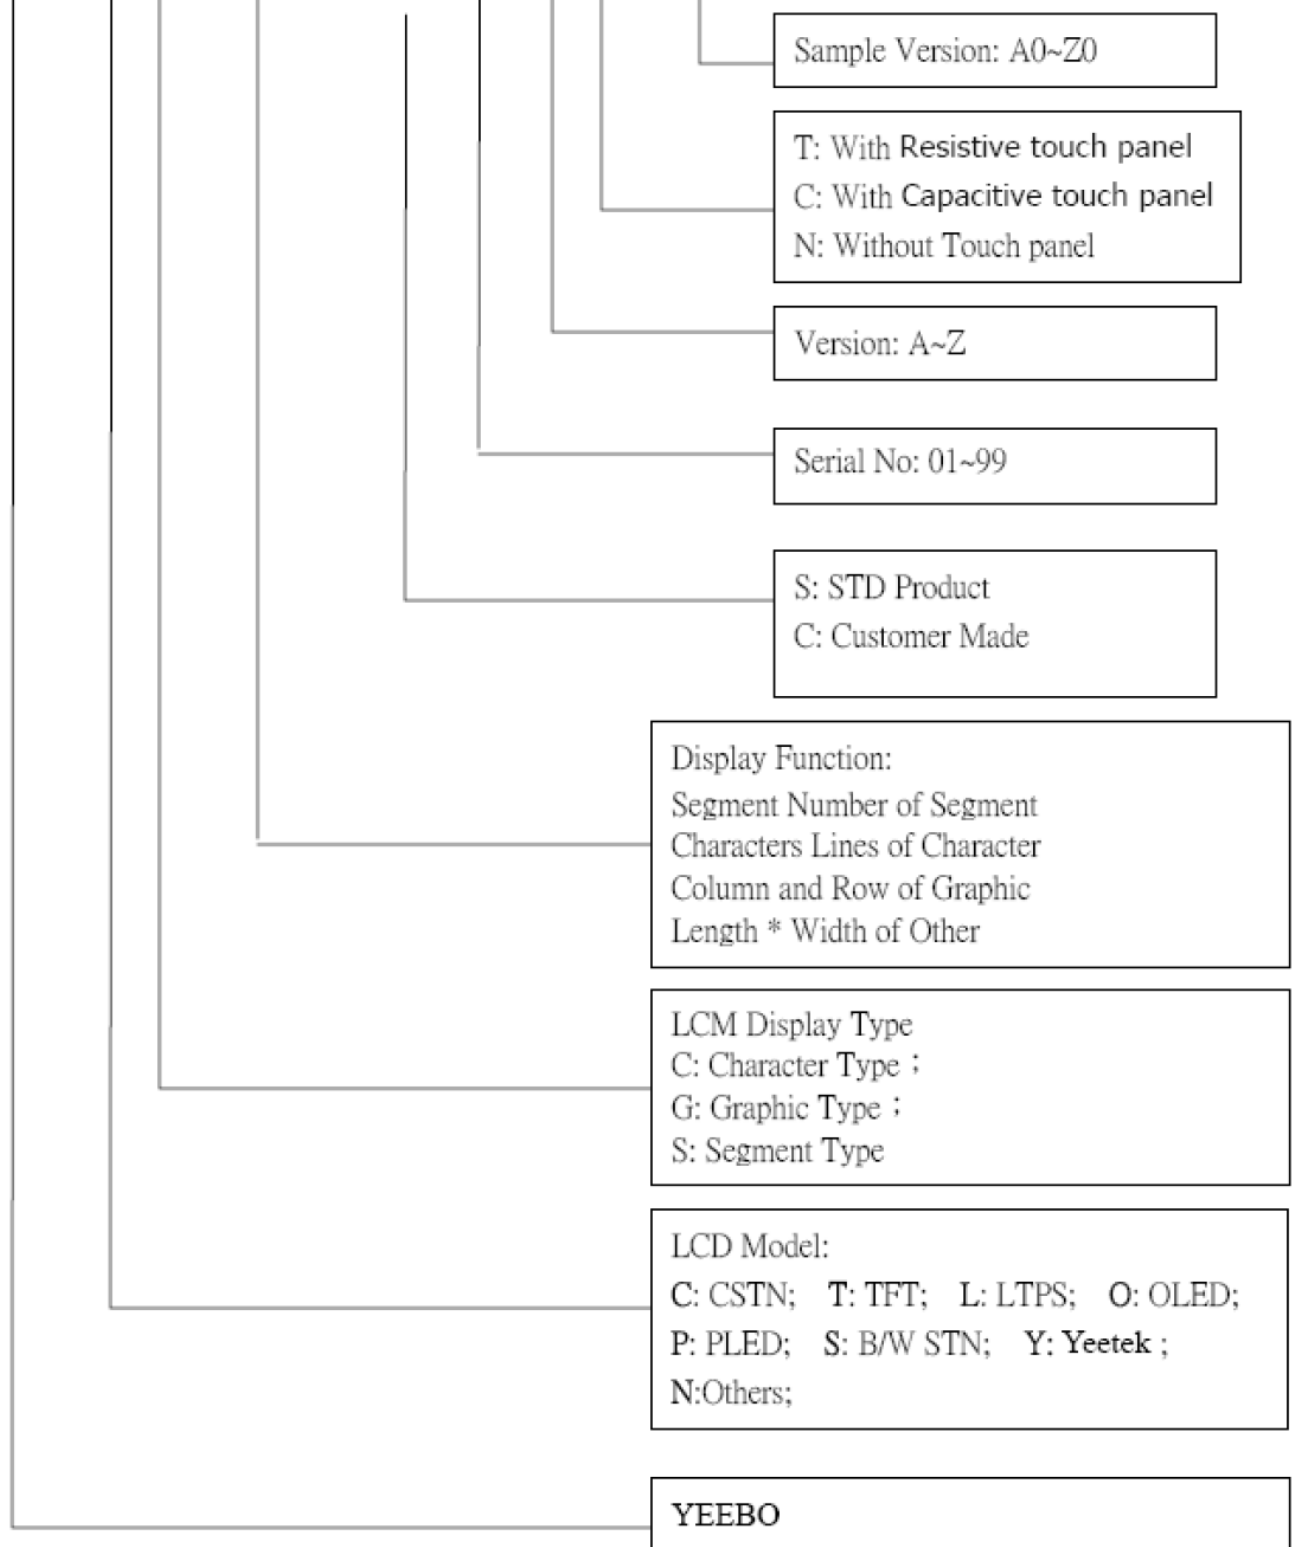 Sample Version: A0~Z0
T: With Resistive touch panel
C: With Capacitive touch panel
N: Without Touch panel
Version: A~Z
Serial No: 01~99
S: STD Product
C: Customer Made
Display Function:
Segment Number of Segment
Characters Lines of Character
Column and Row of Graphic
Length * Width of Other
LCM Display Type
C: Character Type；
G: Graphic Type；
S: Segment Type
LCD Model:
C: CSTN; T: TFT; L: LTPS; O: OLED;
P: PLED; S: B/W STN; Y: Yeetek ;
N:Others;
YEEBO